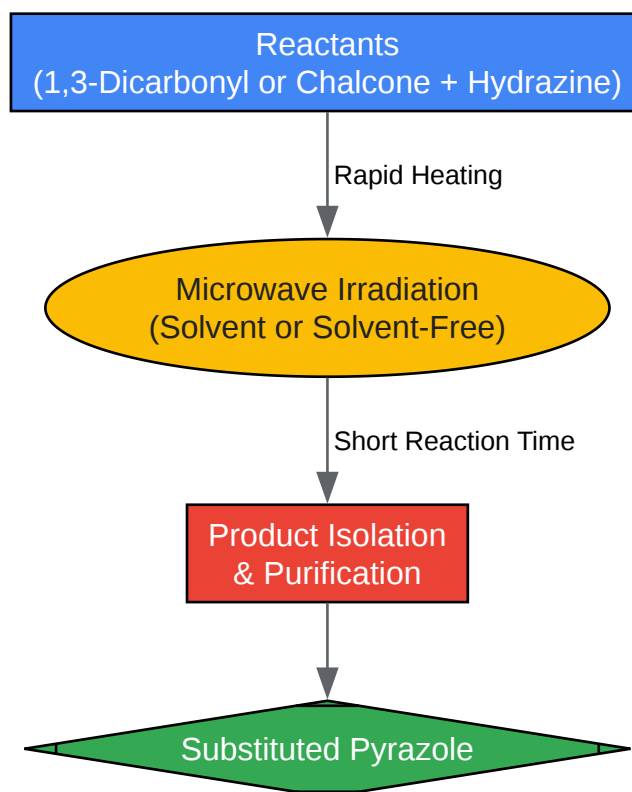 Reactants
(1,3-Dicarbonyl or Chalcone + Hydrazine)
Rapid Heating
Microwave Irradiation
(Solvent or Solvent-Free)
Short Reaction Time
Product Isolation
& Purification
Substituted Pyrazole